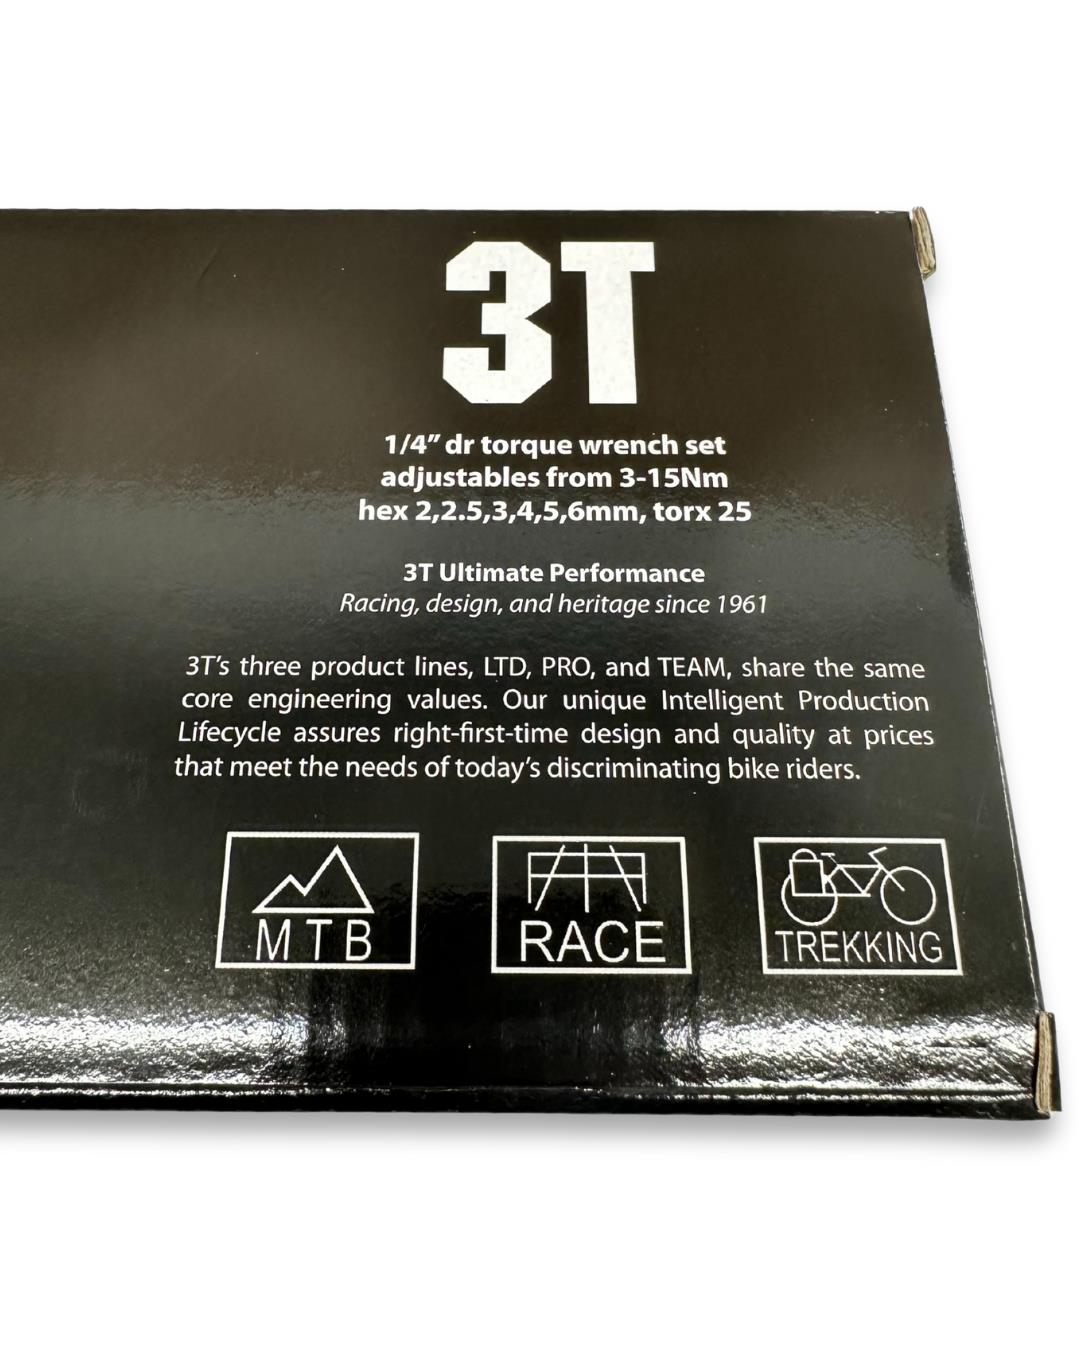 3T
1/4” dr torque wrench set
adjustables from 3-15Nm
hex 2,2.5,3,4,5,6mm, torx 25
3T Ultimate Performance
Racing, design, and heritage since 1961
3T’s three product lines, LTD, PRO, and TEAM, share the same
core engineering values. Our unique Intelligent Production
Lifecycle assures right-first-time design and quality at prices
that meet the needs of today’s discriminating bike riders.
MTB
RACE
TREKKING